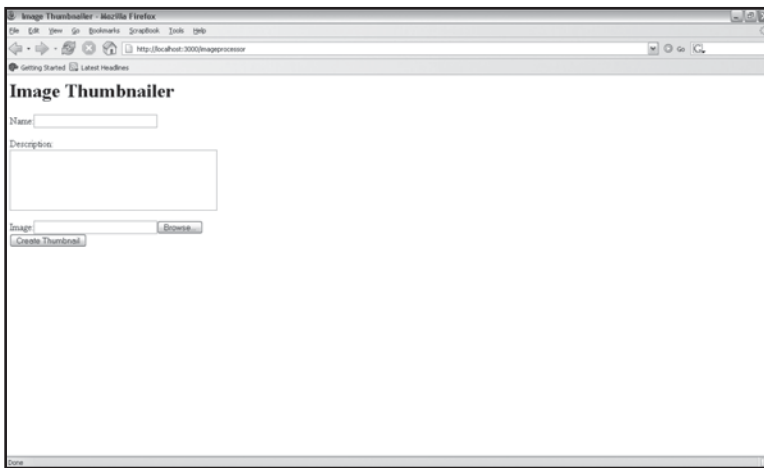 Image Thumbnailer - Mozilla Firefox
File Edit View Go Bookmarks ScrapBook Tools Help
http://localhost:3000/imageprocessor Go G
Getting Started Latest Headlines
Image Thumbnailer
Name:
Description:
Image: Browse...
Create Thumbnail
Done